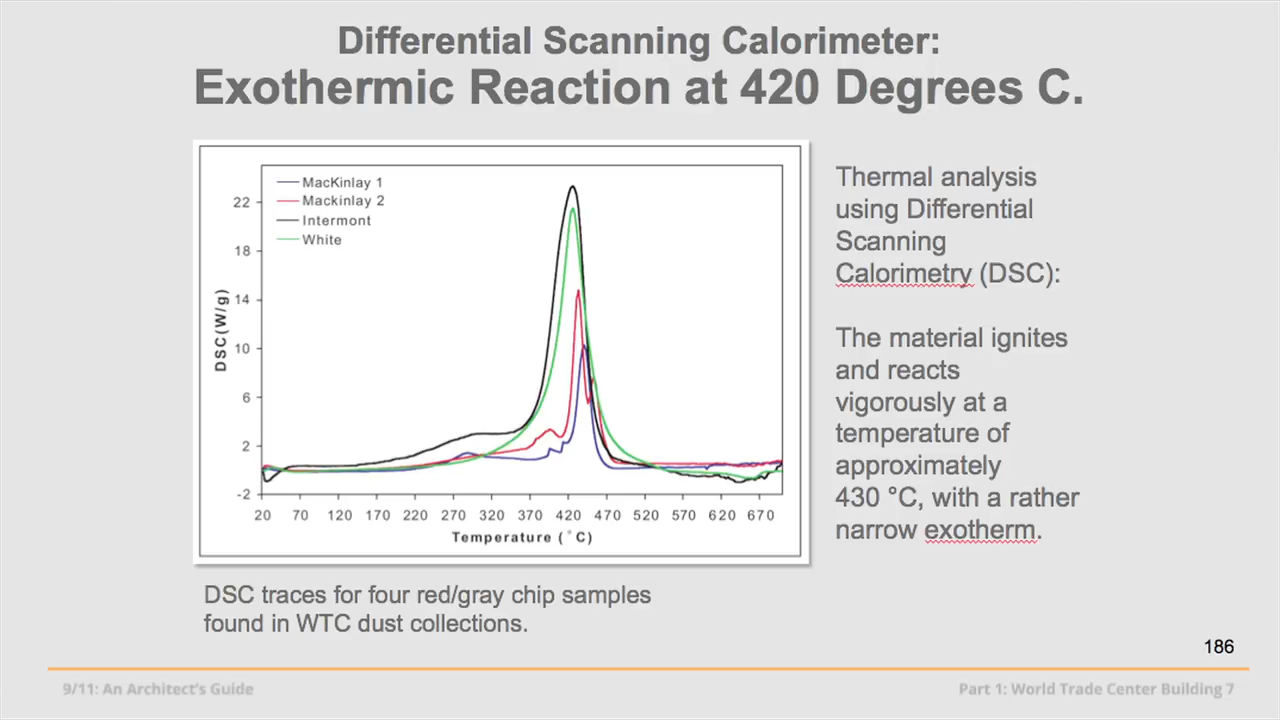 Differential Scanning Calorimeter:
Exothermic Reaction at 420 Degrees C.
MacKinlay 1
Mackinlay 2
Intermont
White
22
18
14
10
6
2
-2
DSC(W/g)
20 70 120 170 220 270 320 370 420 470 520 570 620 670
Temperature (°C)
DSC traces for four red/gray chip samples
found in WTC dust collections.
Thermal analysis
using Differential
Scanning
Calorimetry (DSC):
The material ignites
and reacts
vigorously at a
temperature of
approximately
430 °C, with a rather
narrow exotherm.
186
9/11: An Architect's Guide
Part 1: World Trade Center Building 7